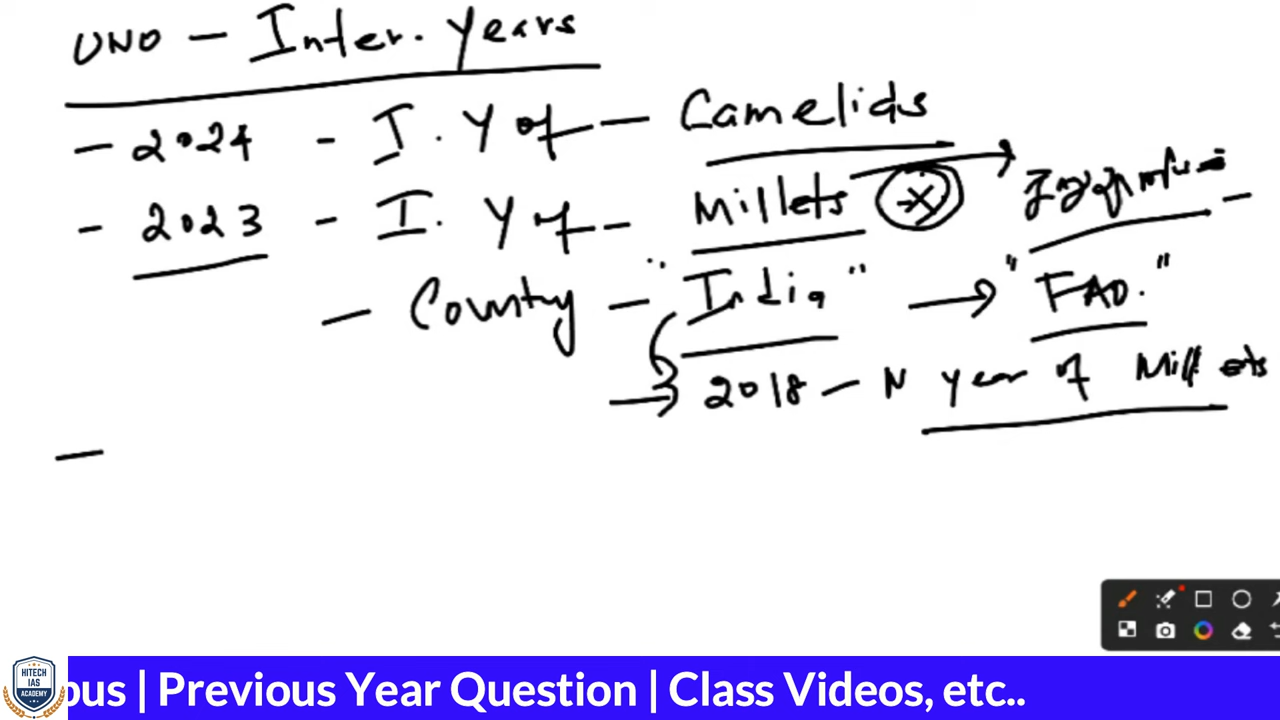 UNO - Inter. Years
- 2024 - I. Y of - Camelids
- 2023 - I. Y of - Millets
- Country - "India" → "FAO."
→ 2018 - N year of Millets
HITECH IAS ACADEMY
ous | Previous Year Question | Class Videos, etc..